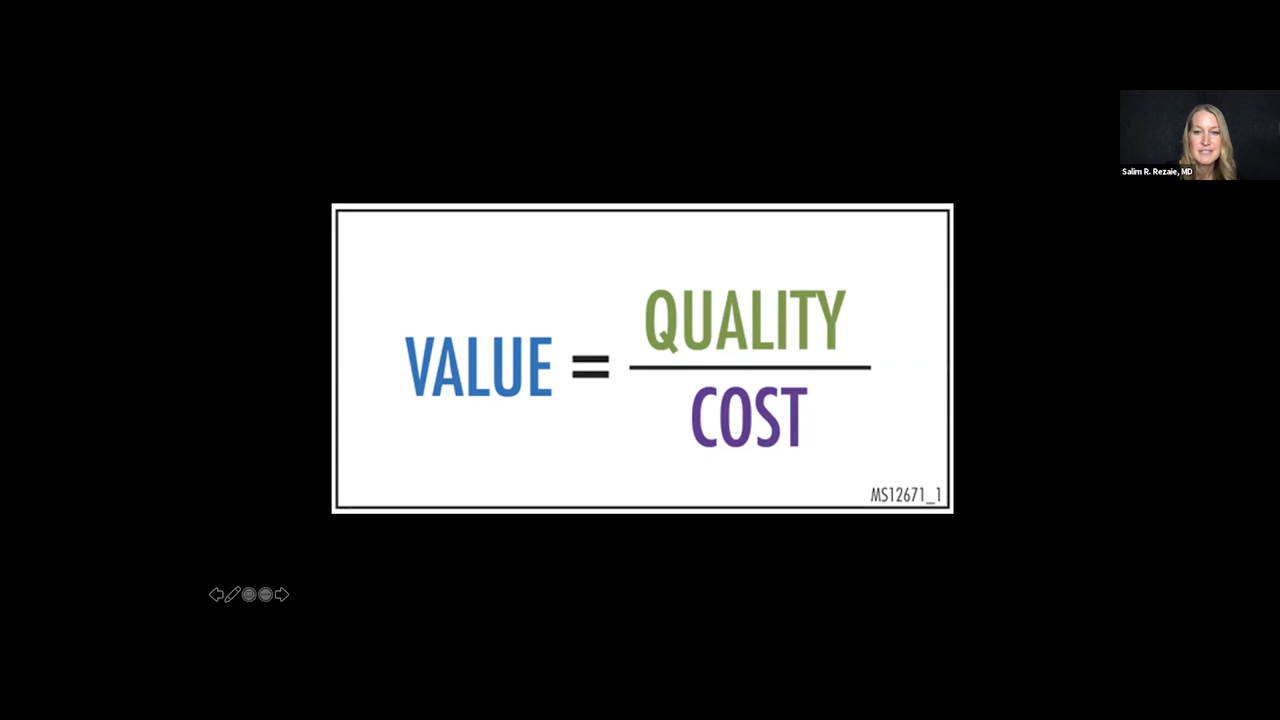 Salim R. Rezaie, MD
VALUE = QUALITY
COST
MS12671_1